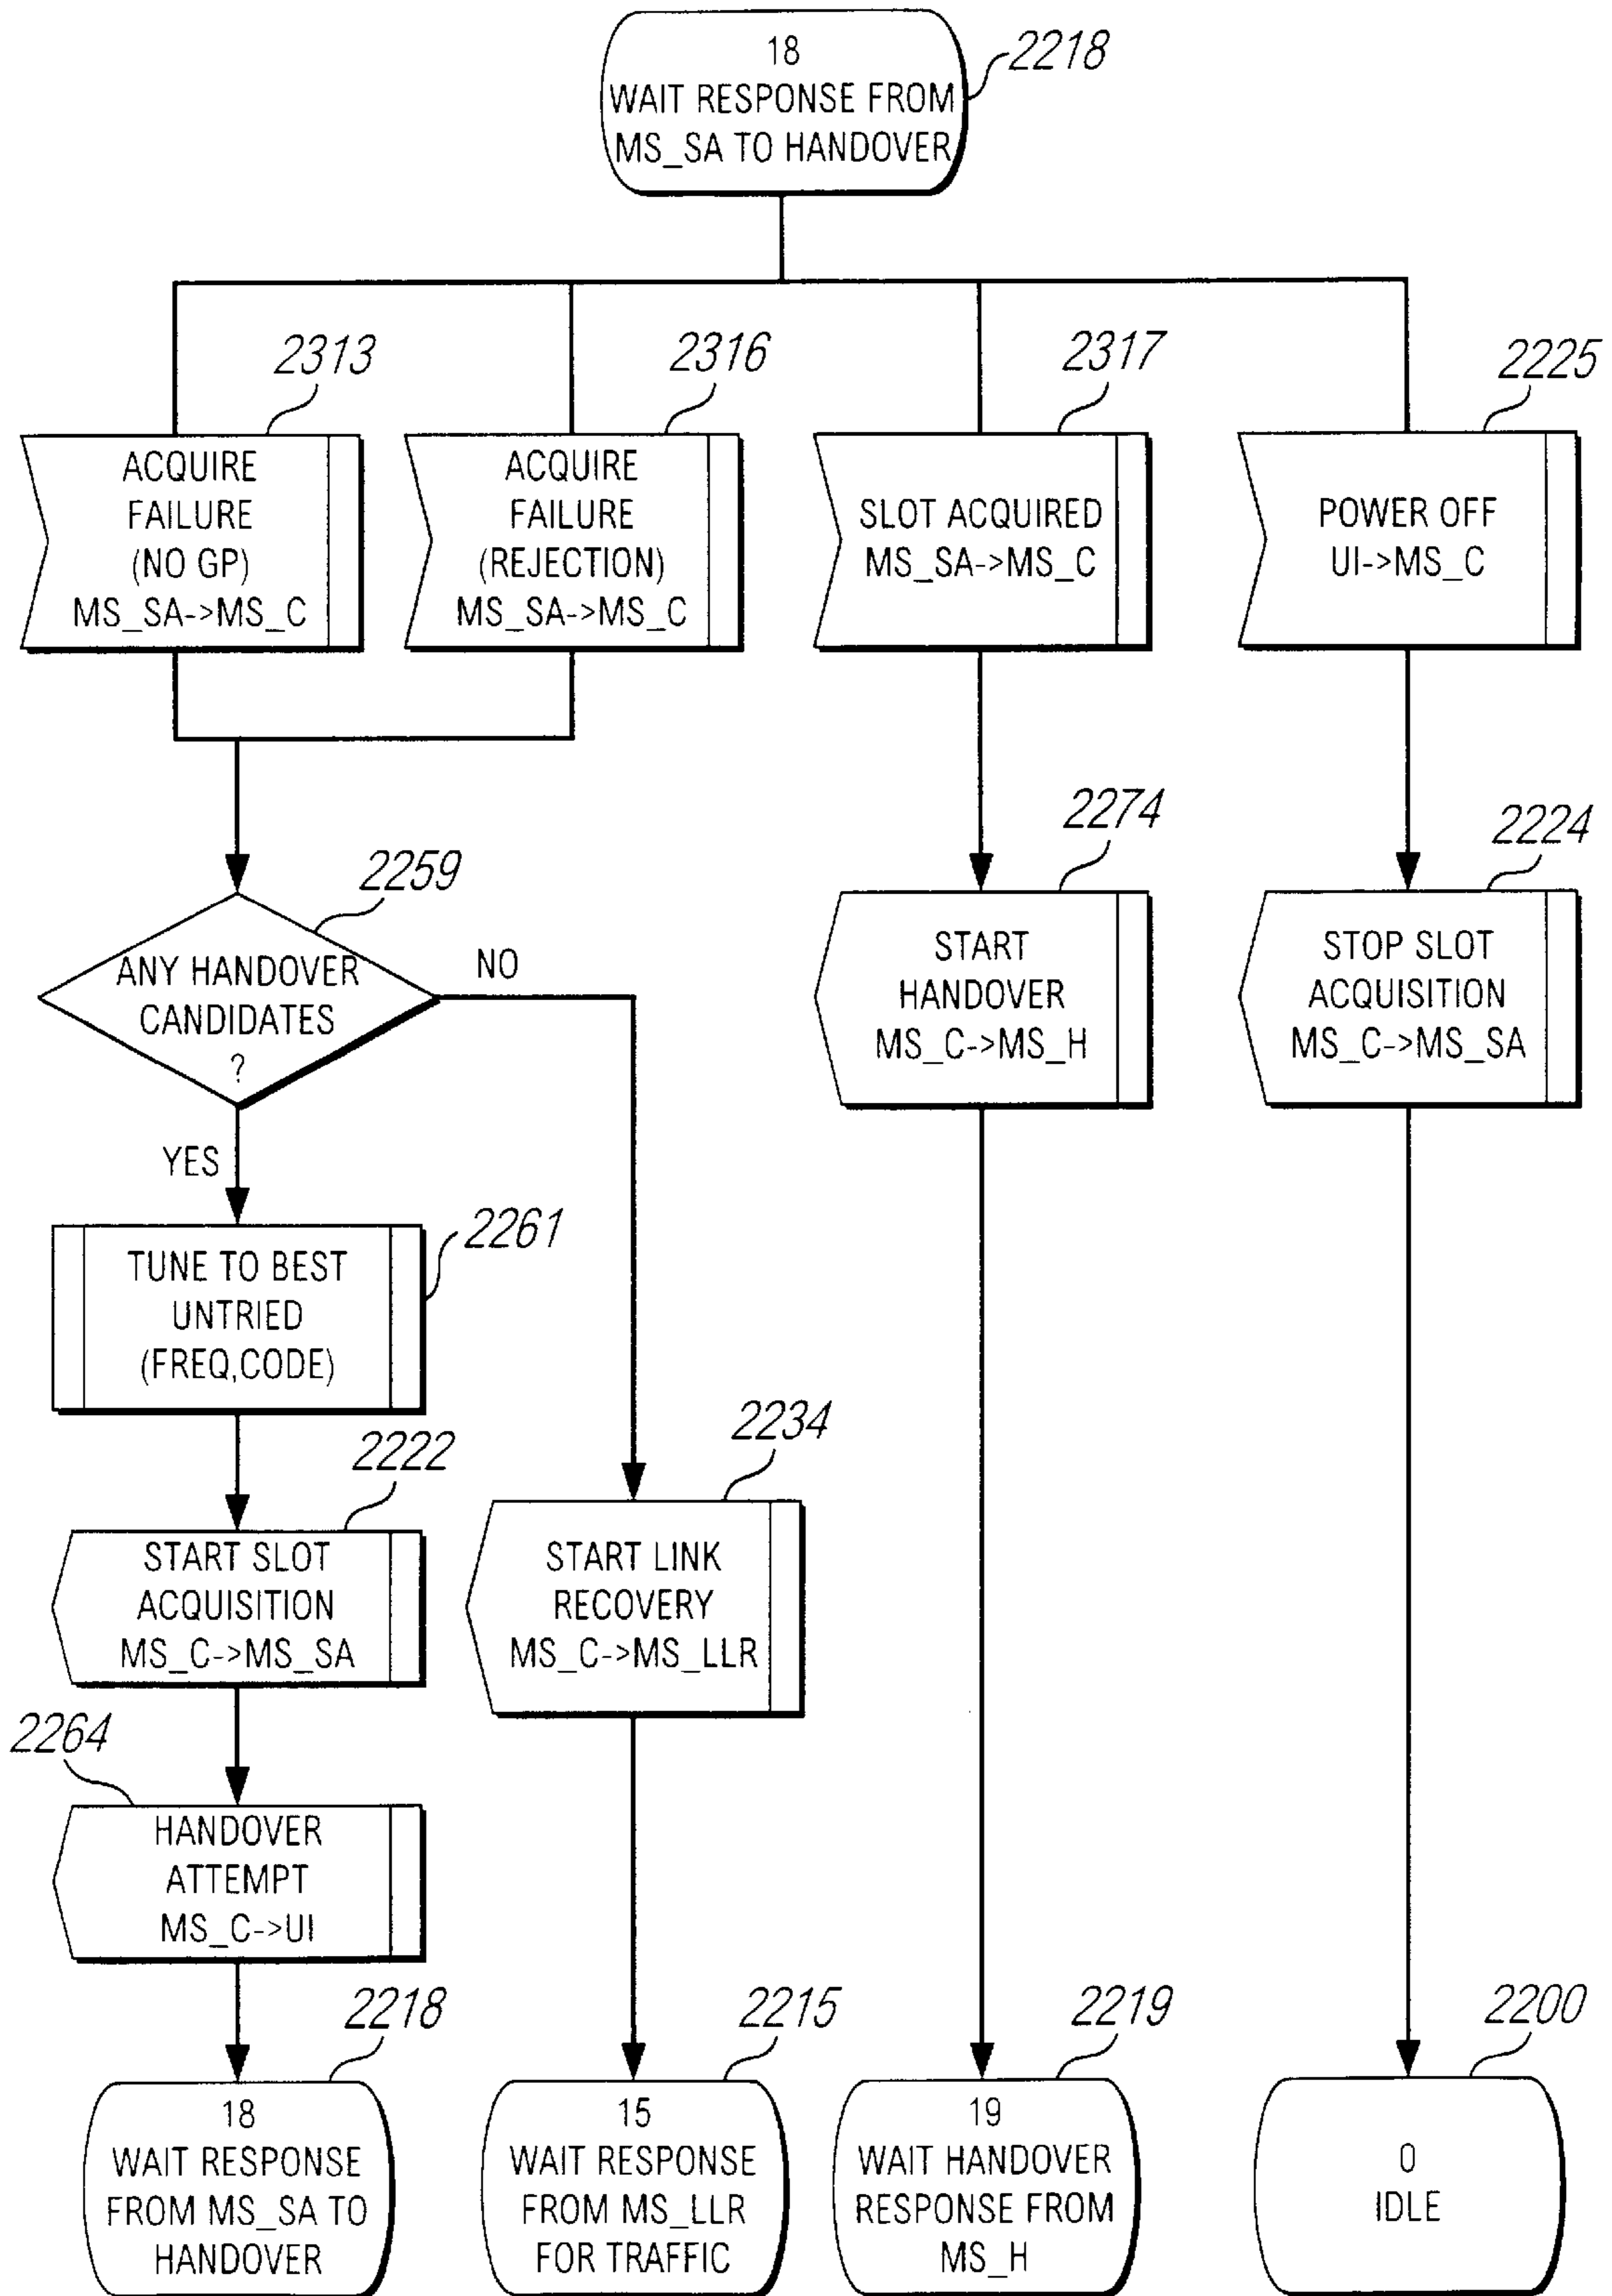 18
WAIT RESPONSE FROM
MS_SA TO HANDOVER
2218
2313
2316
2317
2225
ACQUIRE
FAILURE
(NO GP)
MS_SA->MS_C
ACQUIRE
FAILURE
(REJECTION)
MS_SA->MS_C
SLOT ACQUIRED
MS_SA->MS_C
POWER OFF
UI->MS_C
2259
2274
2224
ANY HANDOVER
CANDIDATES
?
NO
START
HANDOVER
MS_C->MS_H
STOP SLOT
ACQUISITION
MS_C->MS_SA
YES
2261
TUNE TO BEST
UNTRIED
(FREQ,CODE)
2222
2234
START SLOT
ACQUISITION
MS_C->MS_SA
START LINK
RECOVERY
MS_C->MS_LLR
2264
HANDOVER
ATTEMPT
MS_C->UI
2218
2215
2219
2200
18
WAIT RESPONSE
FROM MS_SA TO
HANDOVER
15
WAIT RESPONSE
FROM MS_LLR
FOR TRAFFIC
19
WAIT HANDOVER
RESPONSE FROM
MS_H
0
IDLE